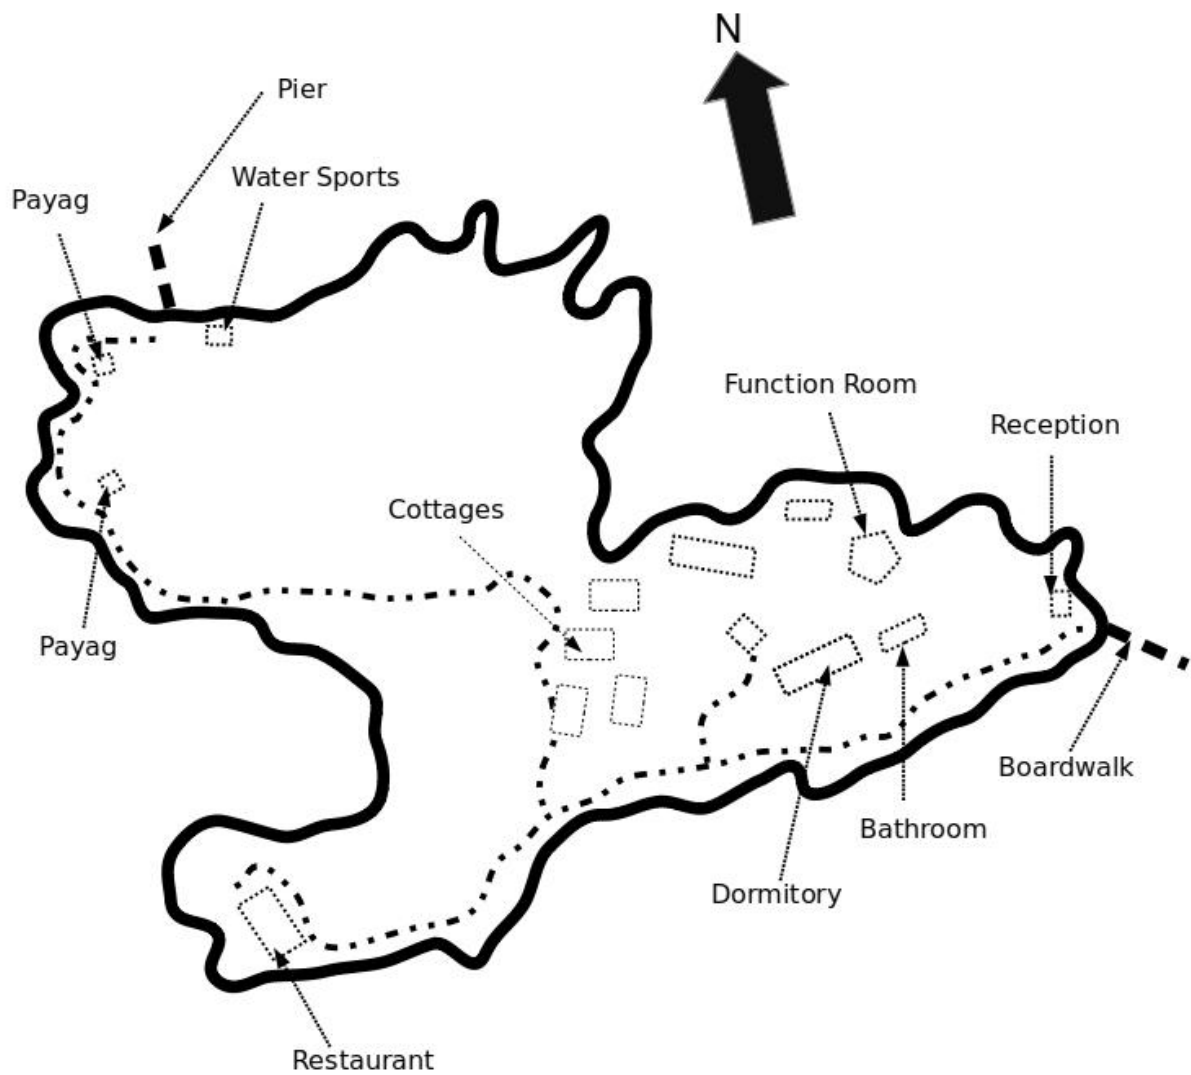 N
Pier
Water Sports
Payag
Function Room
Reception
Cottages
Payag
Boardwalk
Bathroom
Dormitory
Restaurant